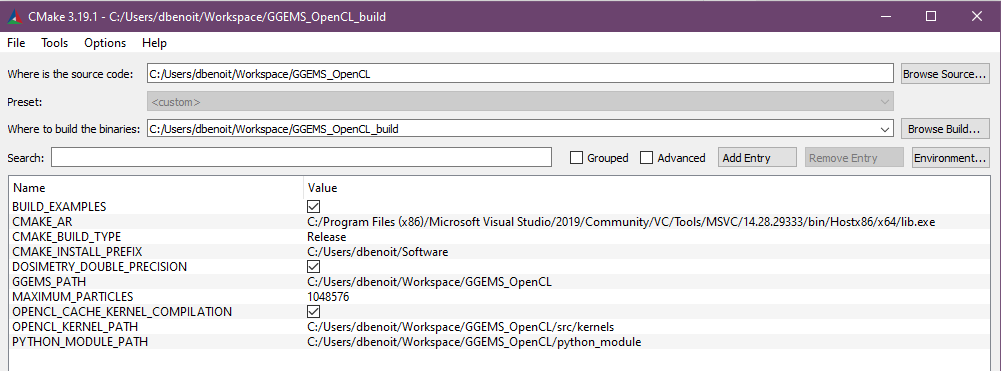 CMake 3.19.1 - C:/Users/dbenoit/Workspace/GGEMS_OpenCL_build
File Tools Options Help
Where is the source code: C:/Users/dbenoit/Workspace/GGEMS_OpenCL Browse Source...
Preset: <custom>
Where to build the binaries: C:/Users/dbenoit/Workspace/GGEMS_OpenCL_build Browse Build...
Search: Grouped Advanced Add Entry Remove Entry Environment...
Name Value
BUILD_EXAMPLES
CMAKE_AR C:/Program Files (x86)/Microsoft Visual Studio/2019/Community/VC/Tools/MSVC/14.28.29333/bin/Hostx86/x64/lib.exe
CMAKE_BUILD_TYPE Release
CMAKE_INSTALL_PREFIX C:/Users/dbenoit/Software
DOSIMETRY_DOUBLE_PRECISION
GGEMS_PATH C:/Users/dbenoit/Workspace/GGEMS_OpenCL
MAXIMUM_PARTICLES 1048576
OPENCL_CACHE_KERNEL_COMPILATION
OPENCL_KERNEL_PATH C:/Users/dbenoit/Workspace/GGEMS_OpenCL/src/kernels
PYTHON_MODULE_PATH C:/Users/dbenoit/Workspace/GGEMS_OpenCL/python_module